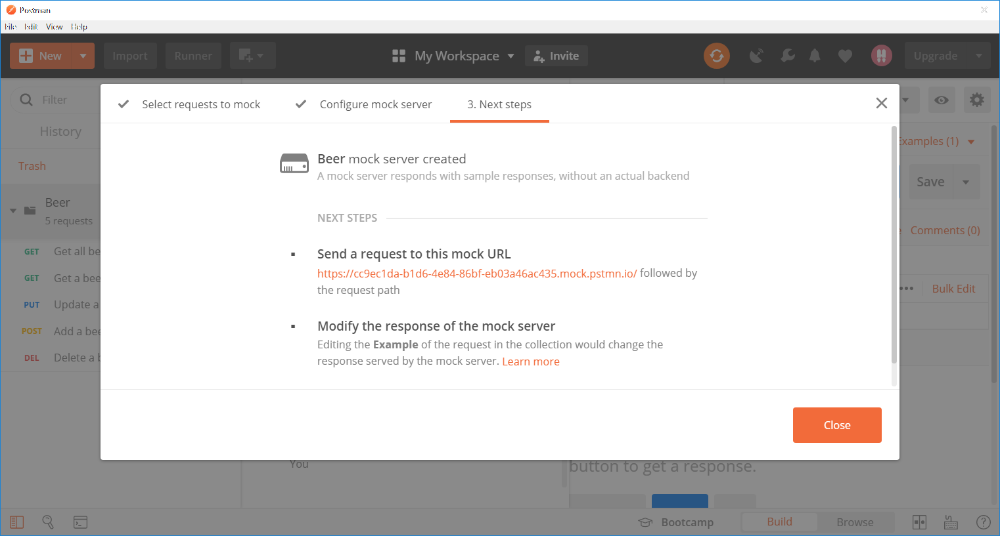 Postman
File Edit View Help
New Import Runner My Workspace Invite Upgrade
Filter
History
Trash
Beer
5 requests
GET Get all be
GET Get a bee
PUT Update a
POST Add a bee
DEL Delete a b
Select requests to mock Configure mock server 3. Next steps
Beer mock server created
A mock server responds with sample responses, without an actual backend
NEXT STEPS
Send a request to this mock URL
https://cc9ec1da-b1d6-4e84-86bf-eb03a46ac435.mock.pstmn.io/ followed by
the request path
Modify the response of the mock server
Editing the Example of the request in the collection would change the
response served by the mock server. Learn more
Close
Examples (1)
Save
Comments (0)
Bulk Edit
You
button to get a response.
Bootcamp Build Browse